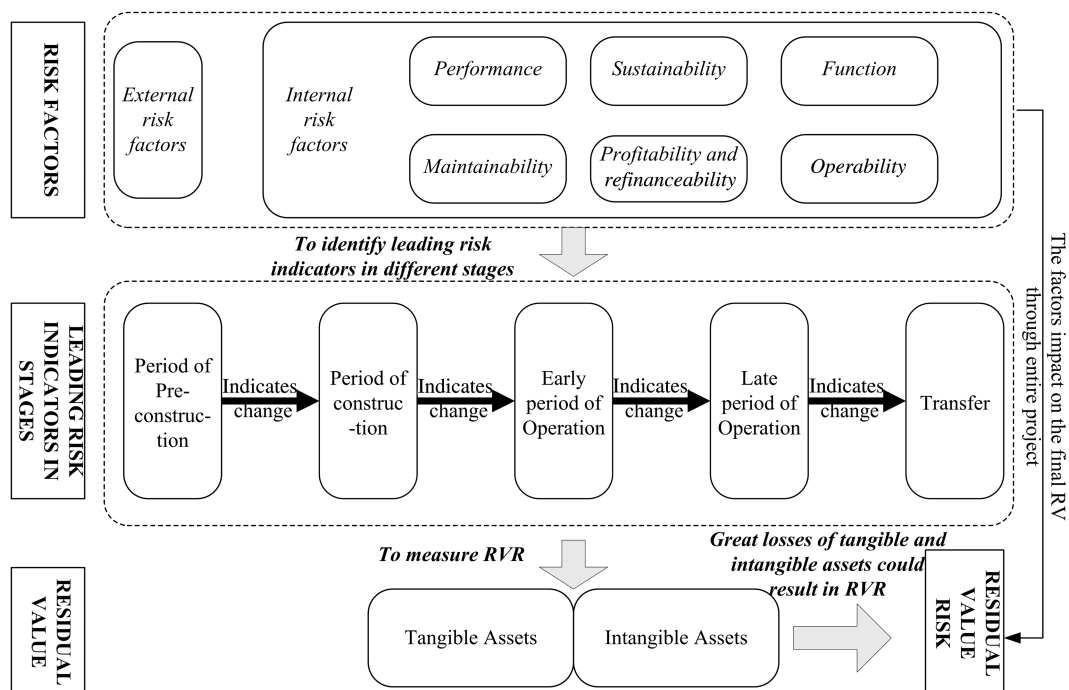 RISK FACTORS
External
risk
factors
Internal
risk
factors
Performance
Sustainability
Function
Maintainability
Profitability and
refinanceability
Operability
To identify leading risk
indicators in different stages
The factors impact on the final RV
through entire project
LEADING RISK
INDICATORS IN
STAGES
Period of
Pre-
construc-
tion
Indicates
change
Period of
construc
-tion
Indicates
change
Early
period of
Operation
Indicates
change
Late
period of
Operation
Indicates
change
Transfer
To measure RVR
Great losses of tangible and
intangible assets could
result in RVR
RESIDUAL
VALUE
Tangible Assets
Intangible Assets
RESIDUAL
VALUE
RISK